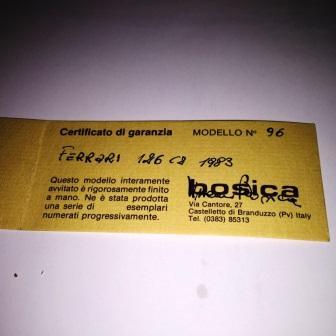 Certificato di garanzia MODELLO N° 96
FERRARI 126 C2 1983
Questo modello interamente
avvitato è rigorosamente finito
a mano. Ne è stata prodotta
una serie di esemplari
numerati progressivamente.
bosica
Via Cantore, 27
Castelletto di Branduzzo (Pv) Italy
Tel. (0383) 85313